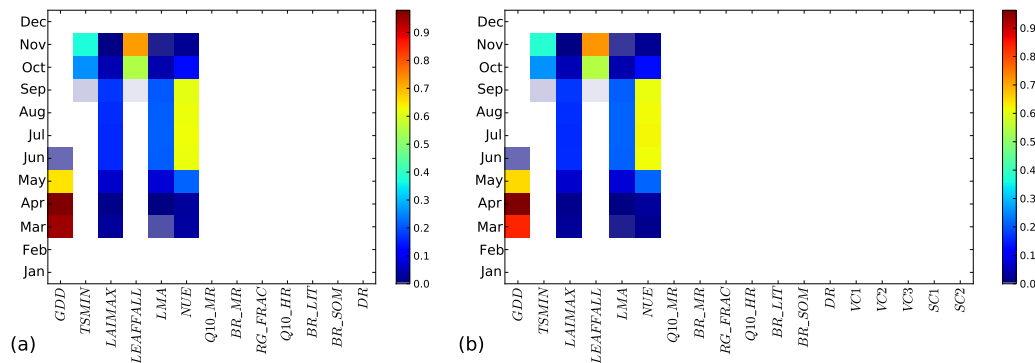 Dec
Nov
Oct
Sep
Aug
Jul
Jun
May
Apr
Mar
Feb
Jan
GDD
TSMIN
LAIMAX
LEAFFALL
LMA
NUE
Q10_MR
BR_MR
RG_FRAC
Q10_HR
BR_LIT
BR_SOM
DR
0.9
0.8
0.7
0.6
0.5
0.4
0.3
0.2
0.1
0.0
(a)
Dec
Nov
Oct
Sep
Aug
Jul
Jun
May
Apr
Mar
Feb
Jan
GDD
TSMIN
LAIMAX
LEAFFALL
LMA
NUE
Q10_MR
BR_MR
RG_FRAC
Q10_HR
BR_LIT
BR_SOM
DR
VC1
VC2
VC3
SC1
SC2
0.9
0.8
0.7
0.6
0.5
0.4
0.3
0.2
0.1
0.0
(b)